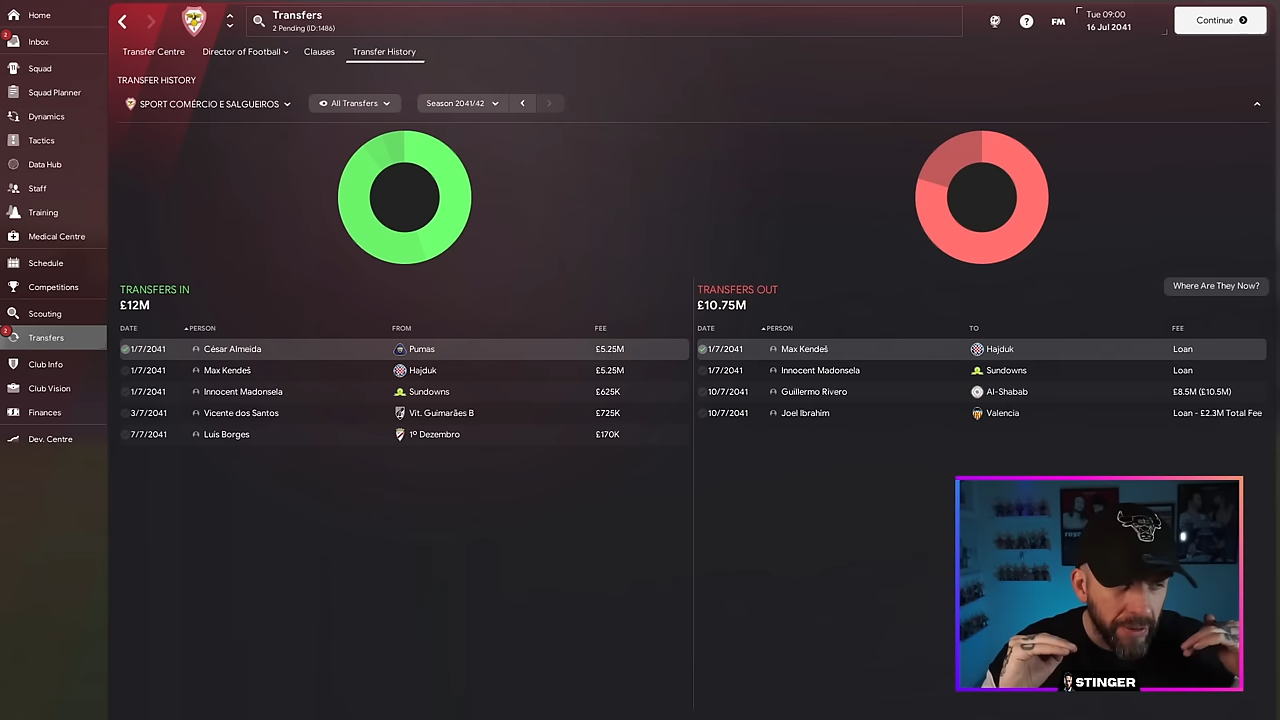 Home
Transfers
2 Pending (ID:1486)
FM
Tue 09:00
16 Jul 2041
Continue
2
Inbox
Transfer Centre
Director of Football
Clauses
Transfer History
Squad
Squad Planner
Dynamics
Tactics
Data Hub
Staff
Training
Medical Centre
Schedule
Competitions
Scouting
2
Transfers
Club Info
Club Vision
Finances
Dev. Centre
TRANSFER HISTORY
SPORT COMÉRCIO E SALGUEIROS
All Transfers
Season 2041/42
TRANSFERS IN
£12M
DATE PERSON FROM FEE
1/7/2041 César Almeida Pumas £5.25M
1/7/2041 Max Kendeš Hajduk £5.25M
1/7/2041 Innocent Madonsela Sundowns £625K
3/7/2041 Vicente dos Santos Vit. Guimarães B £725K
7/7/2041 Luís Borges 1º Dezembro £170K
TRANSFERS OUT
£10.75M
Where Are They Now?
DATE PERSON TO FEE
1/7/2041 Max Kendeš Hajduk Loan
1/7/2041 Innocent Madonsela Sundowns Loan
10/7/2041 Guillermo Rivero Al-Shabab £8.5M (£10.5M)
10/7/2041 Joel Ibrahim Valencia Loan - £2.3M Total Fee
STINGER